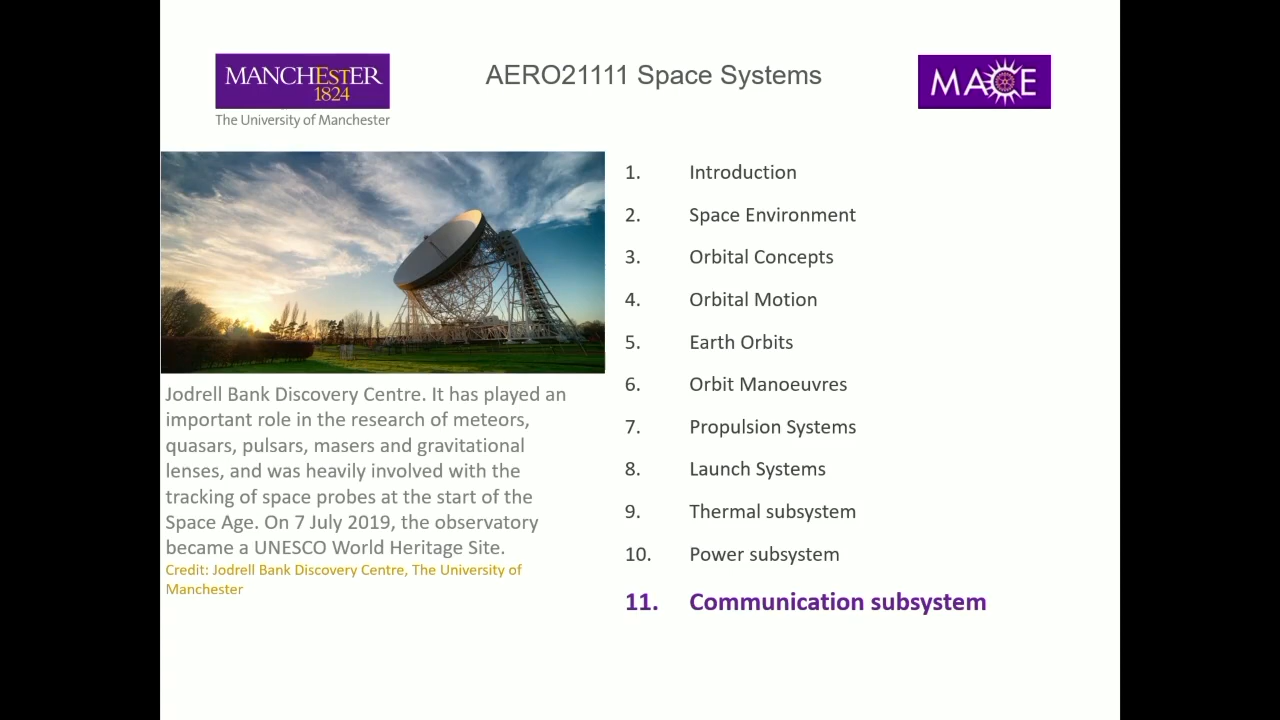 MANCHESTER
1824
The University of Manchester
AERO21111 Space Systems
MACE
Jodrell Bank Discovery Centre. It has played an
important role in the research of meteors,
quasars, pulsars, masers and gravitational
lenses, and was heavily involved with the
tracking of space probes at the start of the
Space Age. On 7 July 2019, the observatory
became a UNESCO World Heritage Site.
Credit: Jodrell Bank Discovery Centre, The University of
Manchester
1. Introduction
2. Space Environment
3. Orbital Concepts
4. Orbital Motion
5. Earth Orbits
6. Orbit Manoeuvres
7. Propulsion Systems
8. Launch Systems
9. Thermal subsystem
10. Power subsystem
11. Communication subsystem